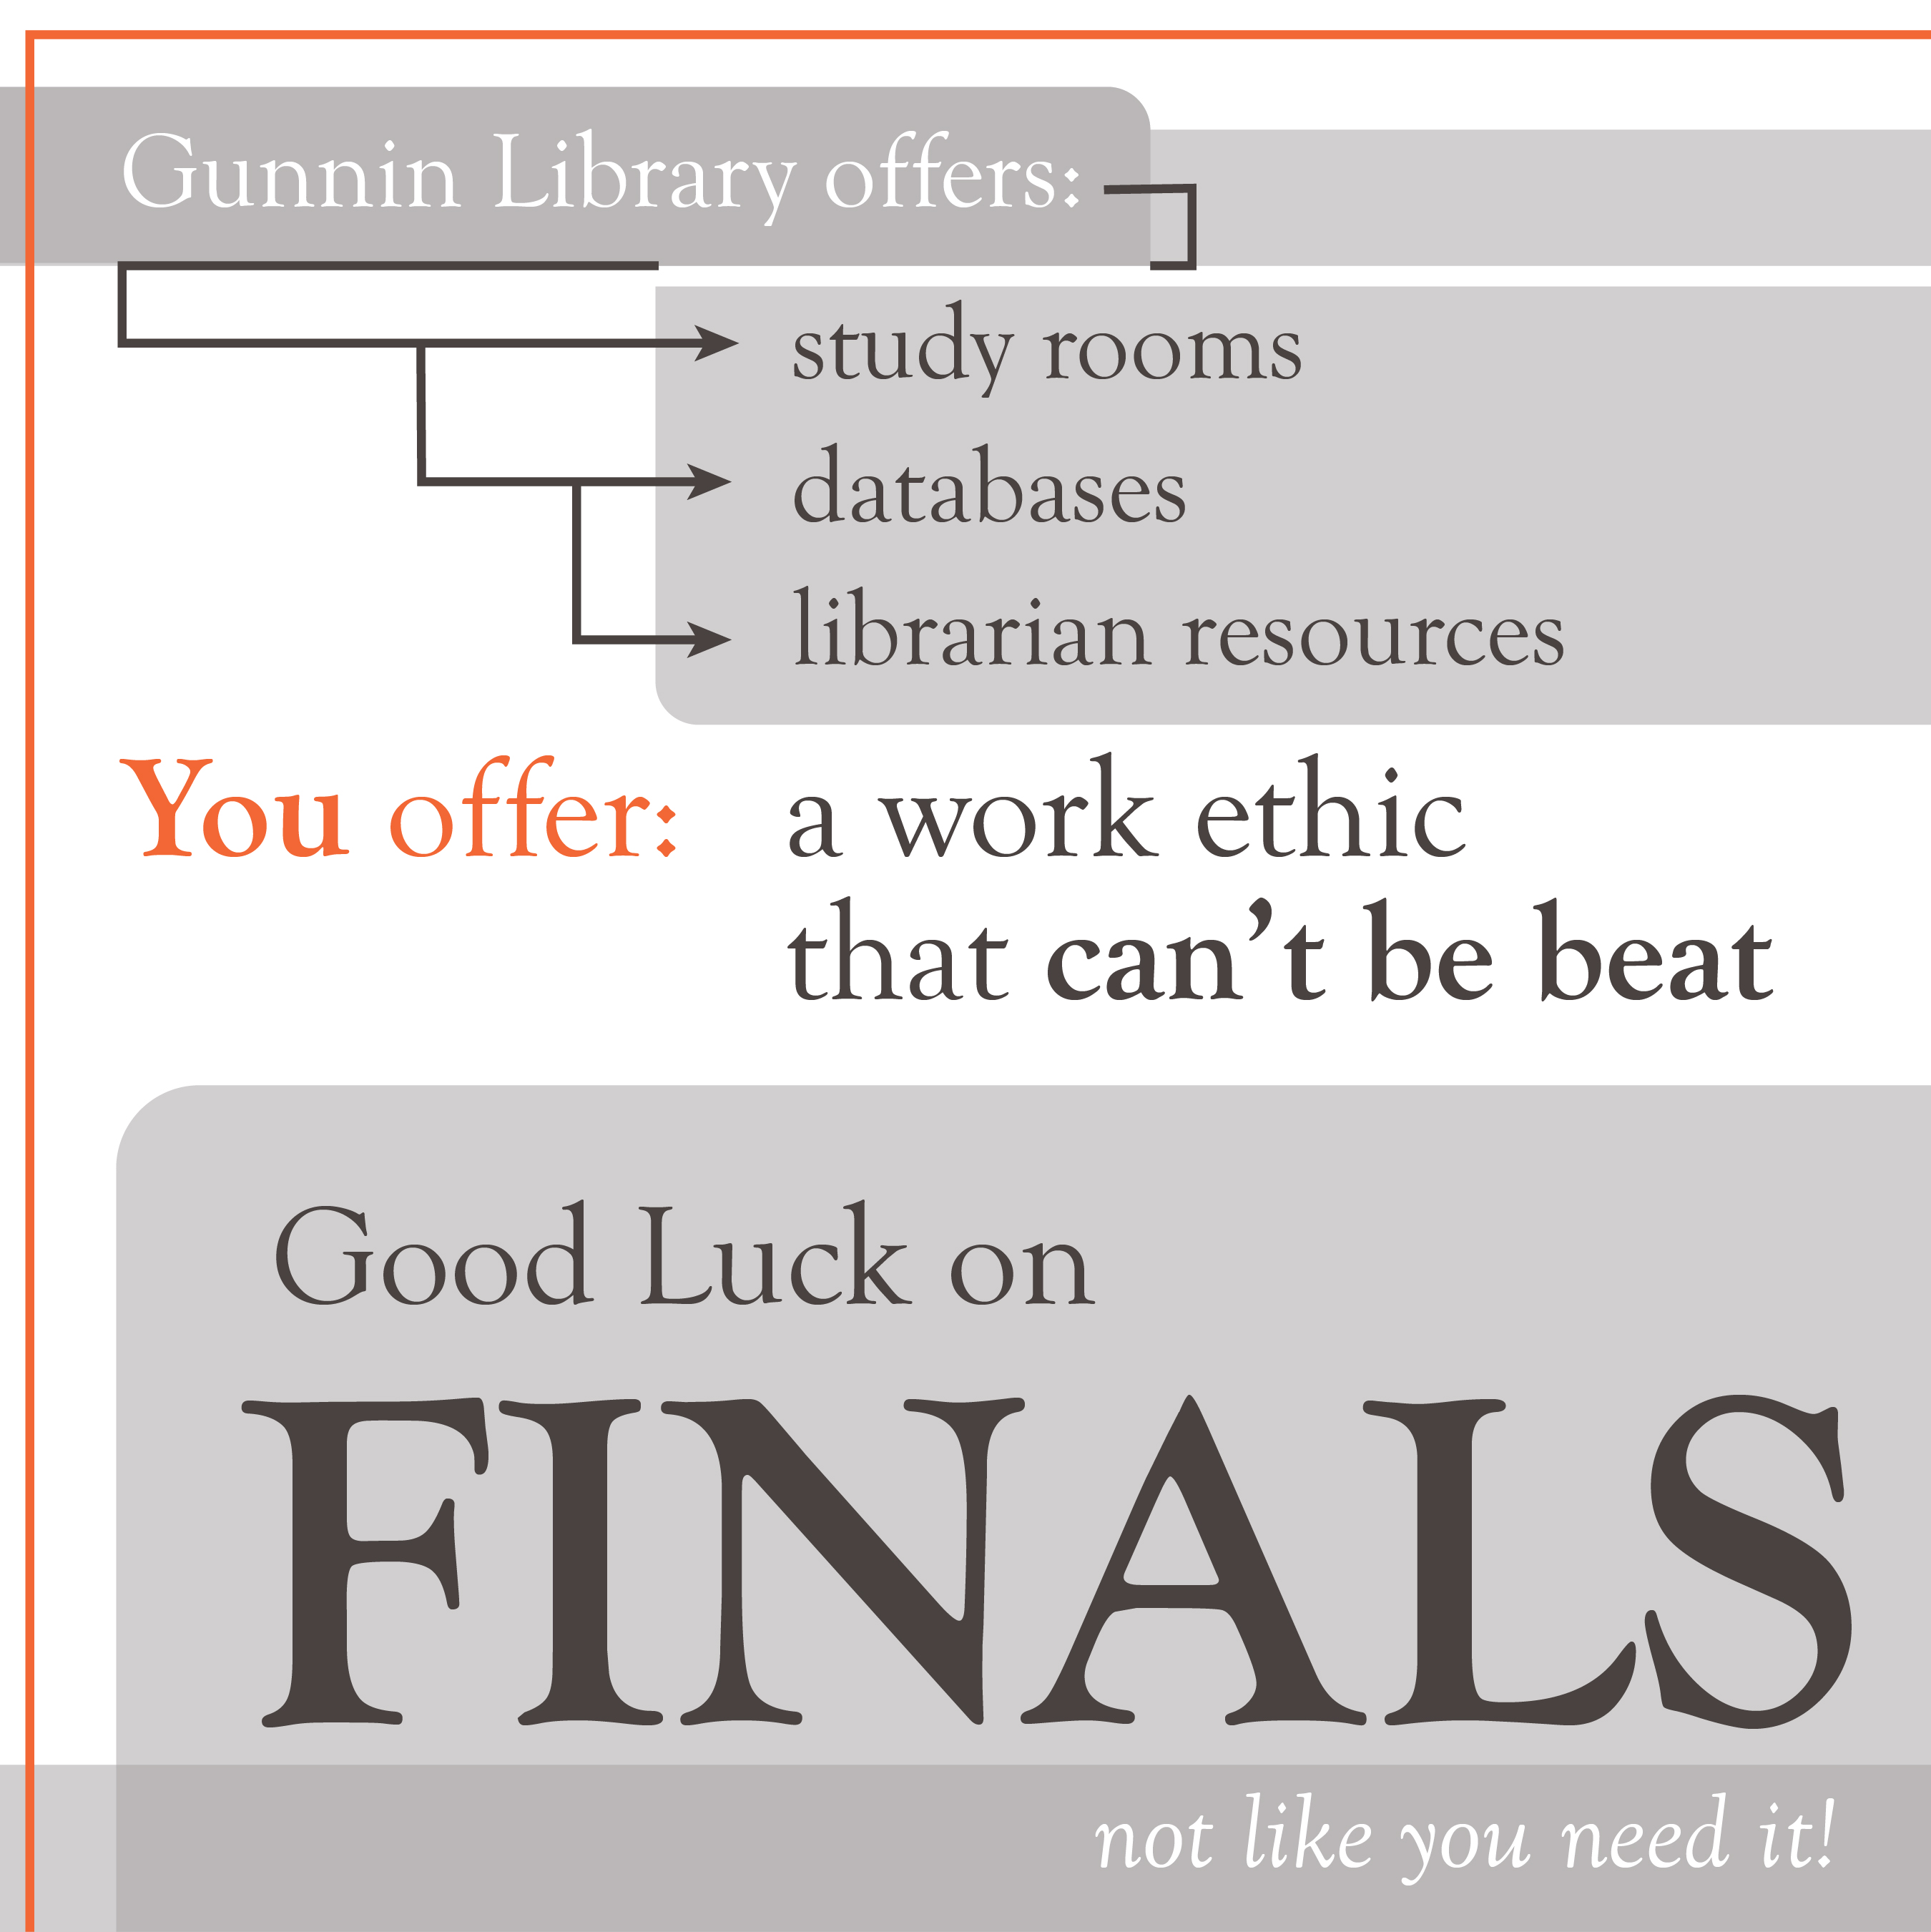 Gunnin Library offers:
study rooms
databases
librarian resources
You offer: a work ethic
that can’t be beat
Good Luck on
FINALS
not like you need it!